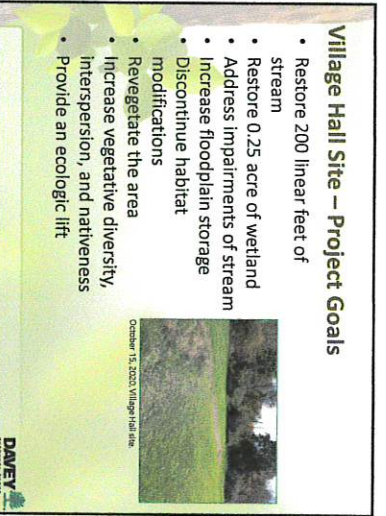 Village Hall Site – Project Goals
• Restore 200 linear feet of
stream
• Restore 0.25 acre of wetland
• Address impairments of stream
• Increase floodplain storage
• Discontinue habitat
modifications
• Revegetate the area
• Increase vegetative diversity,
interspersion, and nativeness
• Provide an ecologic lift
October 15, 2020, Village Hall site.
DAVEY